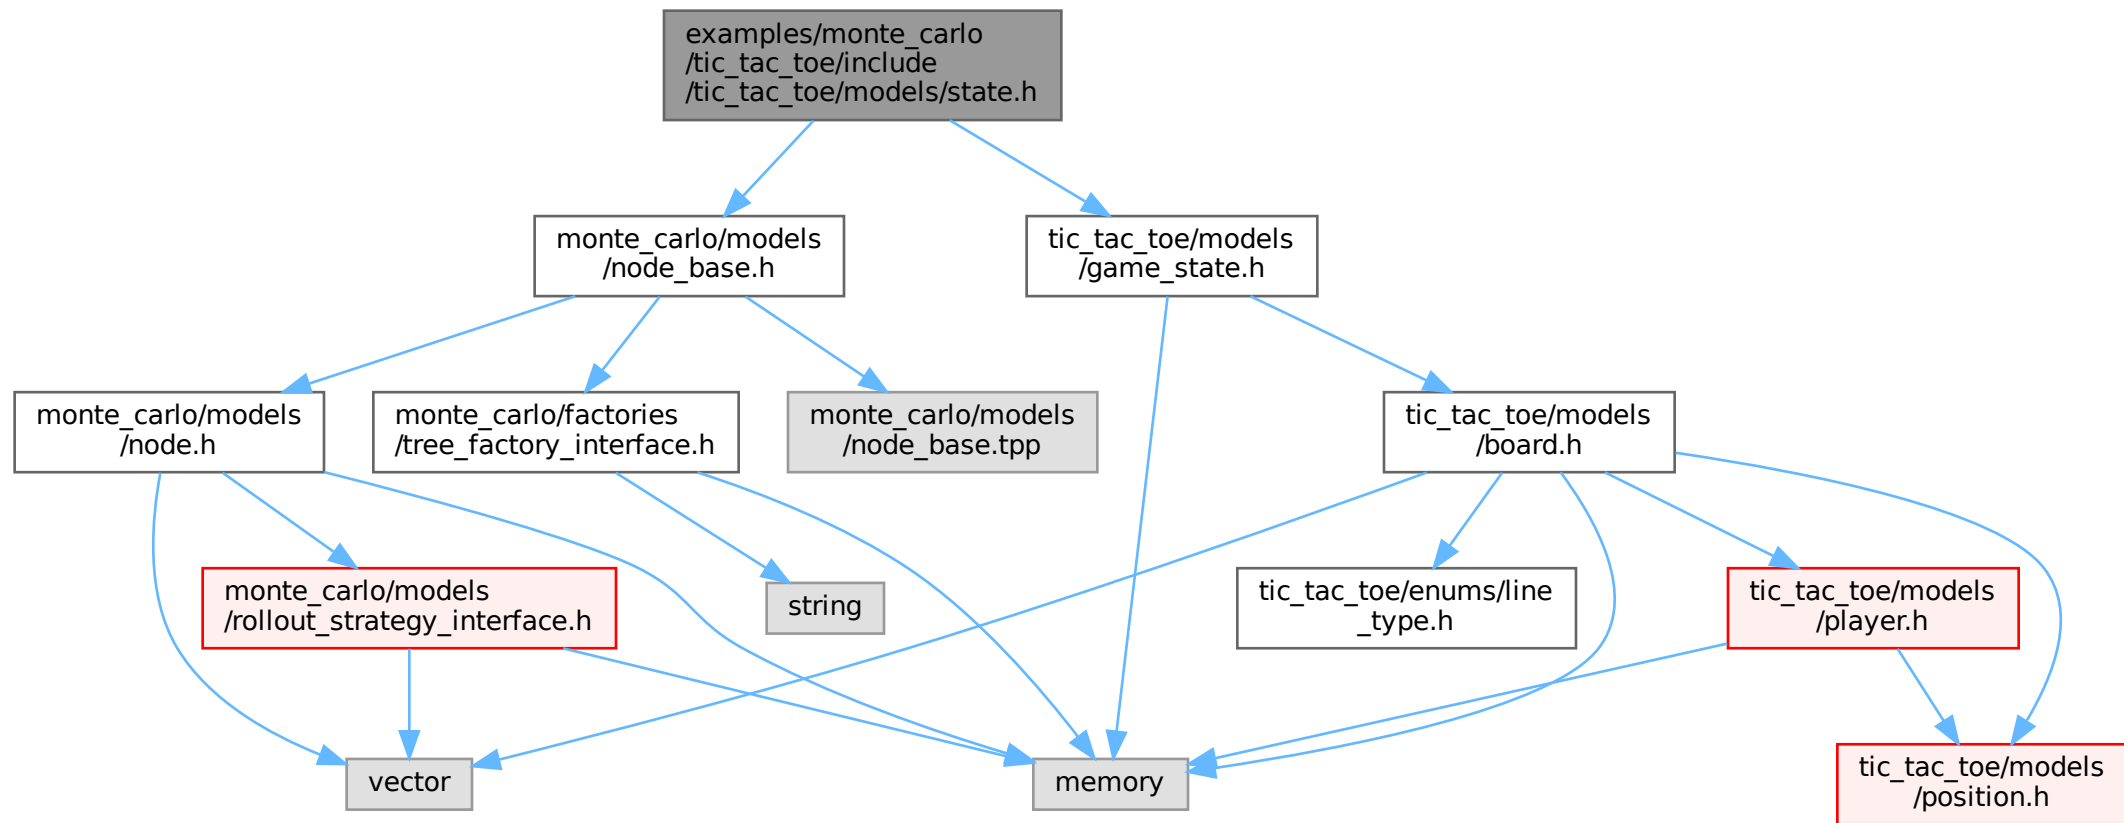 examples/monte_carlo
/tic_tac_toe/include
/tic_tac_toe/models/state.h
monte_carlo/models
/node_base.h
tic_tac_toe/models
/game_state.h
monte_carlo/models
/node.h
monte_carlo/factories
/tree_factory_interface.h
monte_carlo/models
/node_base.tpp
tic_tac_toe/models
/board.h
monte_carlo/models
/rollout_strategy_interface.h
string
tic_tac_toe/enums/line
_type.h
tic_tac_toe/models
/player.h
vector
memory
tic_tac_toe/models
/position.h